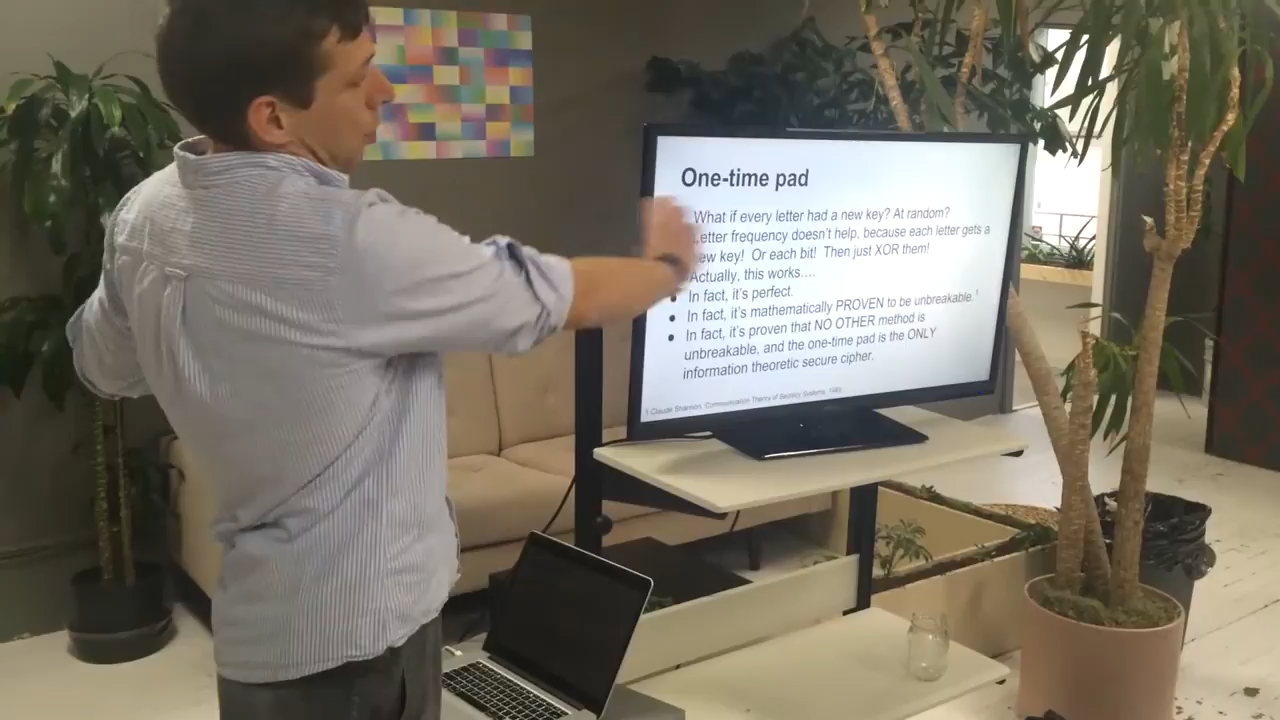 One-time pad
What if every letter had a new key? At random?
Letter frequency doesn't help, because each letter gets a
new key! Or each bit! Then just XOR them!
Actually, this works....
● In fact, it's perfect.
● In fact, it's mathematically PROVEN to be unbreakable.¹
● In fact, it's proven that NO OTHER method is
unbreakable, and the one-time pad is the ONLY
information theoretic secure cipher.
1 Claude Shannon, 'Communication Theory of Secrecy Systems,